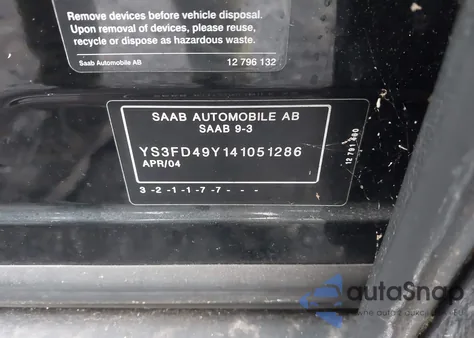 Remove devices before vehicle disposal.
Upon removal of devices, please reuse,
recycle or dispose as hazardous waste.
Saab Automobile AB 12 796 132
SAAB AUTOMOBILE AB
SAAB 9-3
YS3FD49Y141051286
APR/04
3-2-1-1-7-7---
autoSnap